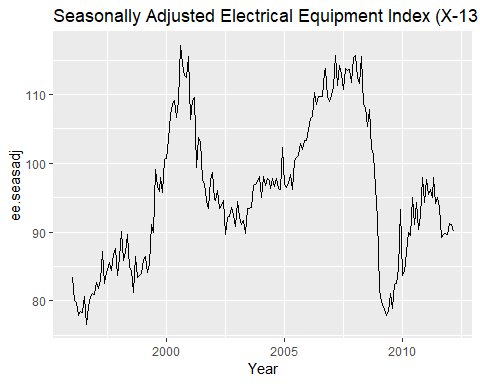 Seasonally Adjusted Electrical Equipment Index (X-13
110
100
90
80
ee.seasadj
2000 2005 2010
Year